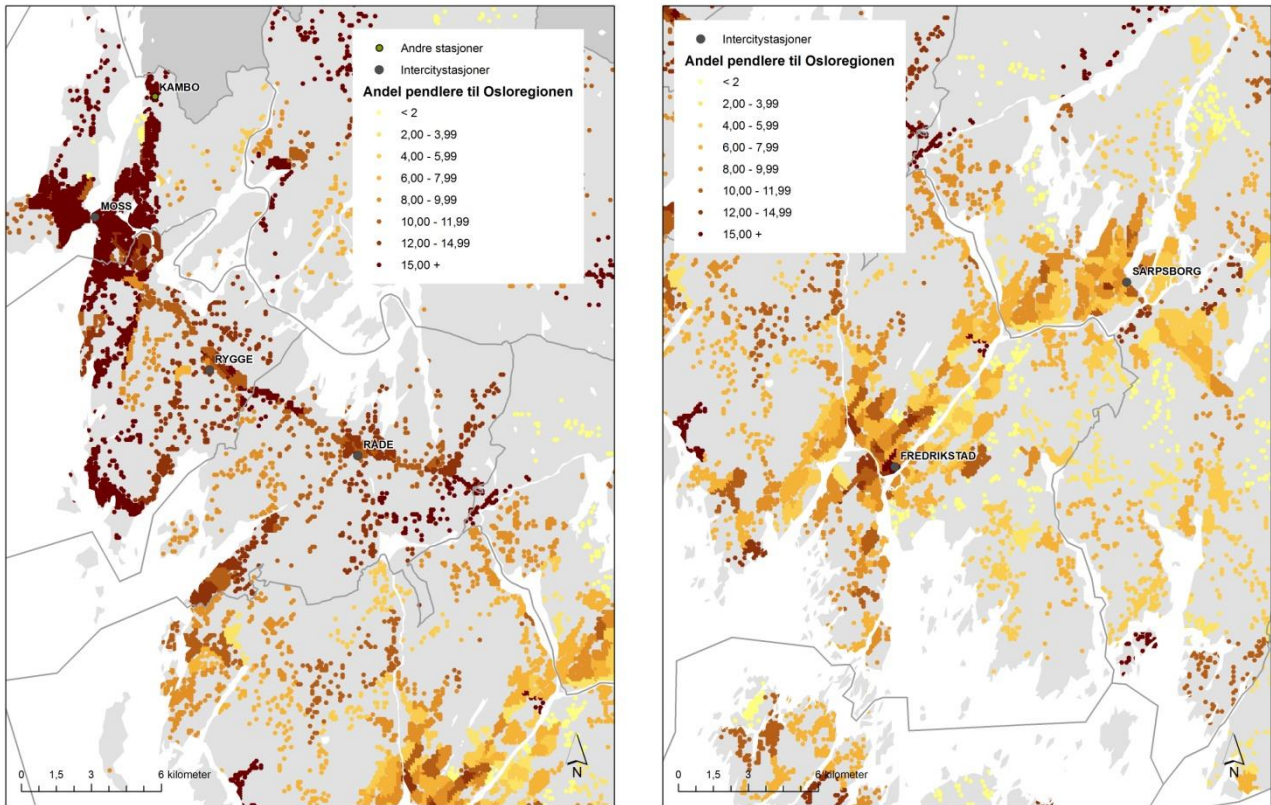 Andre stasjoner
Intercitystasjoner
Andel pendlere til Osloregionen
< 2
2,00 - 3,99
4,00 - 5,99
6,00 - 7,99
8,00 - 9,99
10,00 - 11,99
12,00 - 14,99
15,00 +
KAMBO
MOSS
RYGGE
RÅDE
0 1,5 3 6 kilometer
N
Intercitystasjoner
Andel pendlere til Osloregionen
< 2
2,00 - 3,99
4,00 - 5,99
6,00 - 7,99
8,00 - 9,99
10,00 - 11,99
12,00 - 14,99
15,00 +
SARPSBORG
FREDRIKSTAD
0 1,5 3 6 kilometer
N